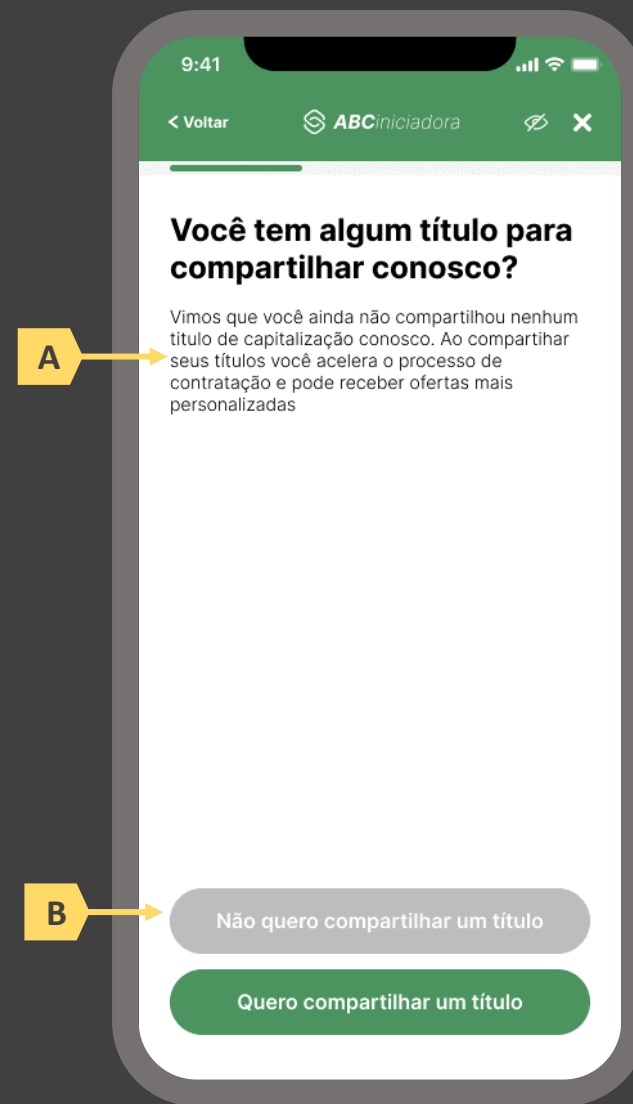 9:41
< Voltar ABCiniciadora
Você tem algum título para
compartilhar conosco?
Vimos que você ainda não compartilhou nenhum
titulo de capitalização conosco. Ao compartihar
A
seus títulos você acelera o processo de
contratação e pode receber ofertas mais
personalizadas
B
Não quero compartilhar um título
Quero compartilhar um título